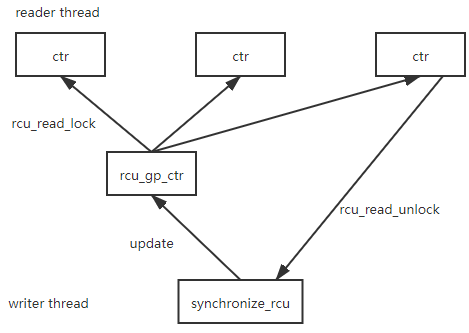 reader thread
ctr
ctr
ctr
rcu_read_lock
rcu_gp_ctr
rcu_read_unlock
update
writer thread
synchronize_rcu